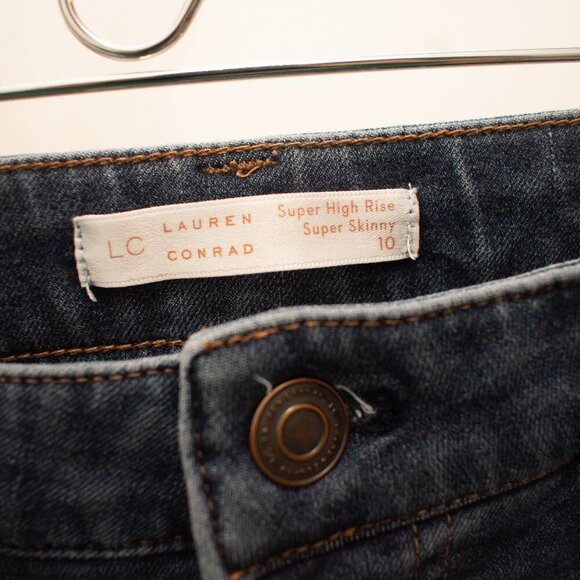 LC
LAUREN
CONRAD
Super High Rise
Super Skinny
10